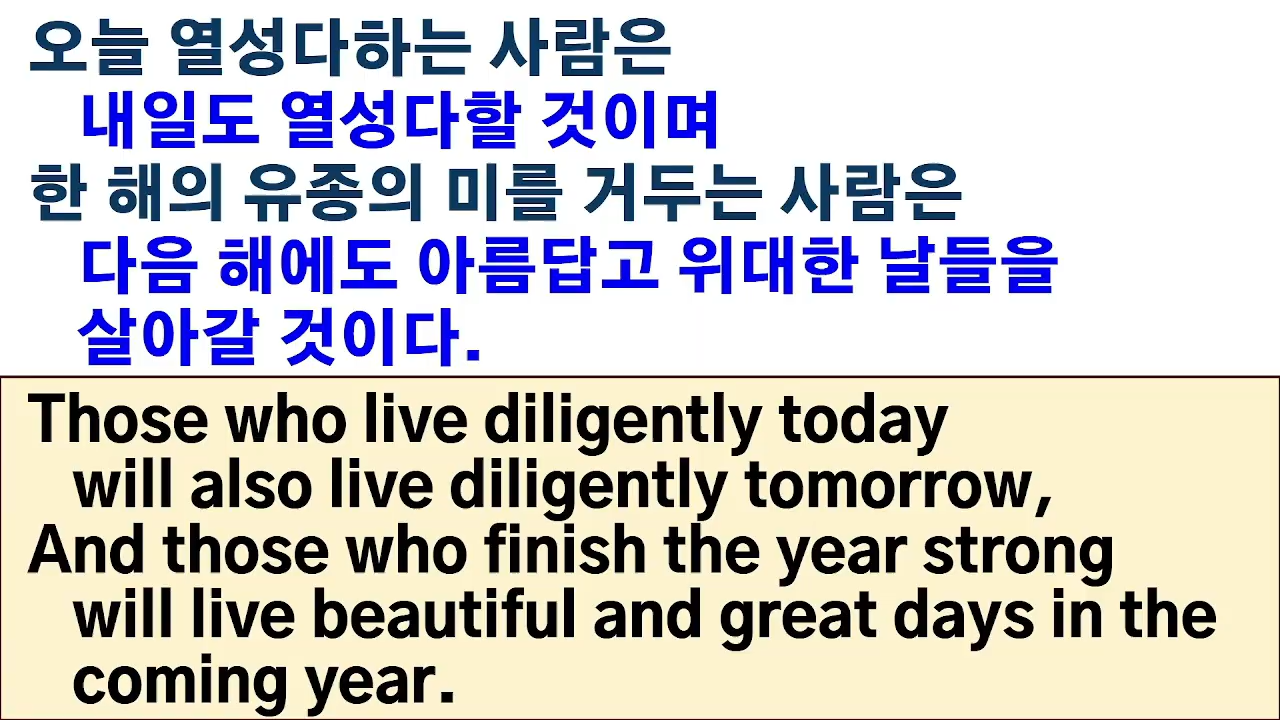 오늘 열성다하는 사람은
내일도 열성다할 것이며
한 해의 유종의 미를 거두는 사람은
다음 해에도 아름답고 위대한 날들을
살아갈 것이다.
Those who live diligently today
will also live diligently tomorrow,
And those who finish the year strong
will live beautiful and great days in the
coming year.